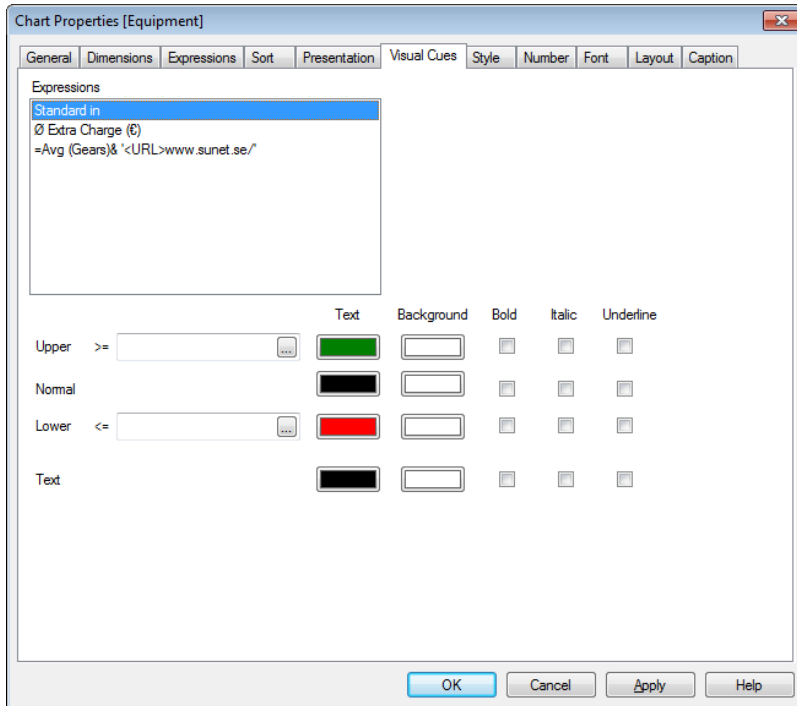 Chart Properties [Equipment]
General Dimensions Expressions Sort Presentation Visual Cues Style Number Font Layout Caption
Expressions
Standard in
Ø Extra Charge (€)
=Avg (Gears)& '<URL>www.sunet.se/'
Text Background Bold Italic Underline
Upper >= ...
Normal
Lower <= ...
Text
OK Cancel Apply Help